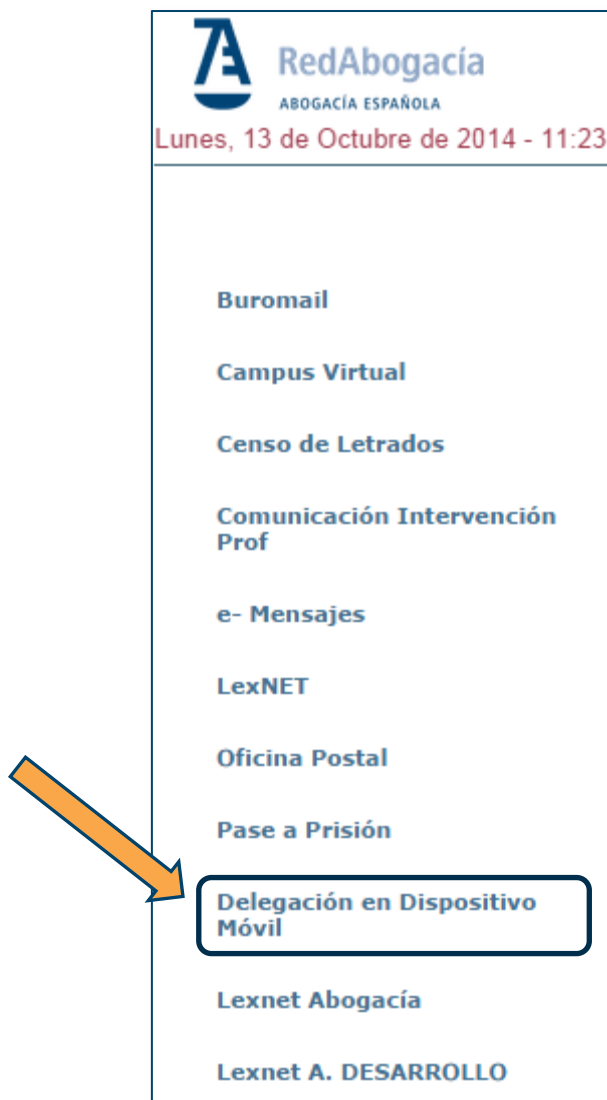 RedAbogacía
ABOGACÍA ESPAÑOLA
Lunes, 13 de Octubre de 2014 - 11:23
Buromail
Campus Virtual
Censo de Letrados
Comunicación Intervención
Prof
e- Mensajes
LexNET
Oficina Postal
Pase a Prisión
Delegación en Dispositivo
Móvil
Lexnet Abogacía
Lexnet A. DESARROLLO